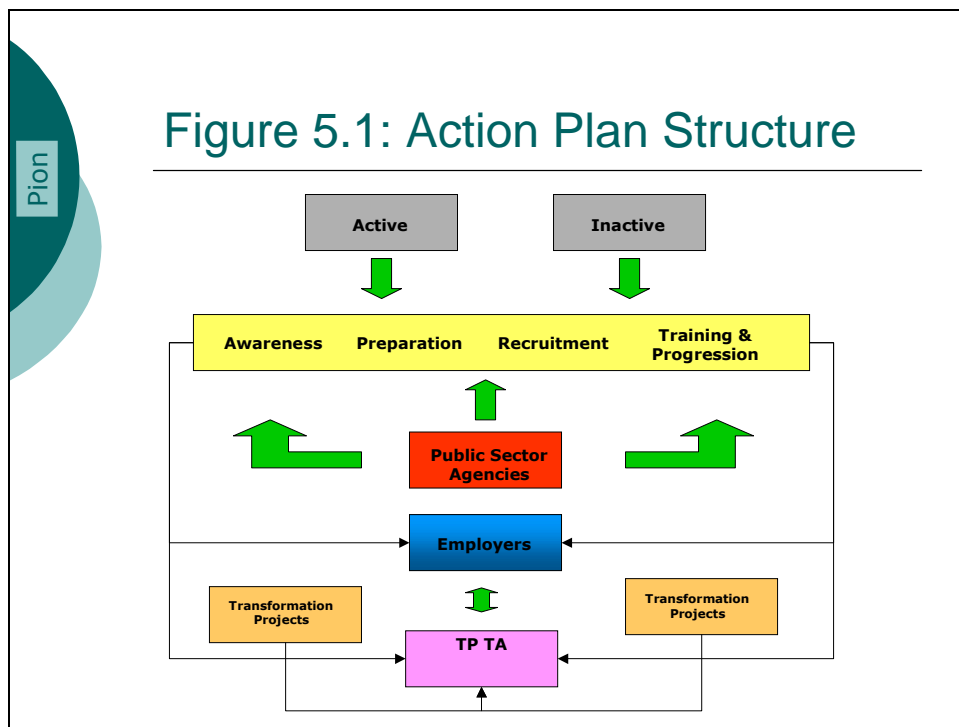 Pion
Figure 5.1: Action Plan Structure
Active
Inactive
Awareness
Preparation
Recruitment
Training &
Progression
Public Sector
Agencies
Employers
Transformation
Projects
Transformation
Projects
TP TA